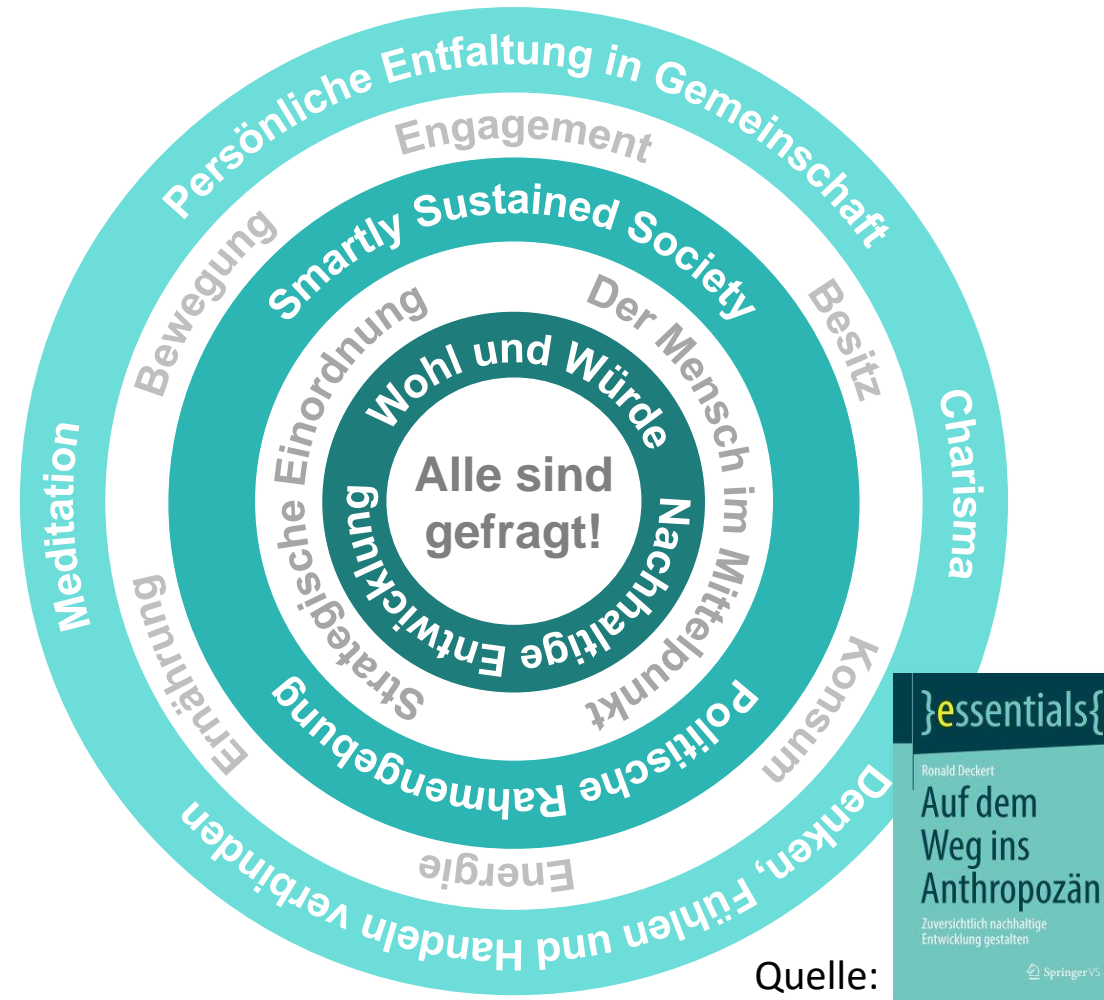 Persönliche Entfaltung in Gemeinschaft
Charisma
Denken, Fühlen und Handeln verbinden
Meditation
Engagement
Besitz
Konsum
Energie
Ernährung
Bewegung
Smartly Sustained Society
Politische Rahmengebung
Der Mensch im Mittelpunkt
Strategische Einordnung
Wohl und Würde
Nachhaltige Entwicklung
Alle sind
gefragt!
Quelle:
}essentials{
Ronald Deckert
Auf dem
Weg ins
Anthropozän
Zuversichtlich nachhaltige
Entwicklung gestalten
Springer VS